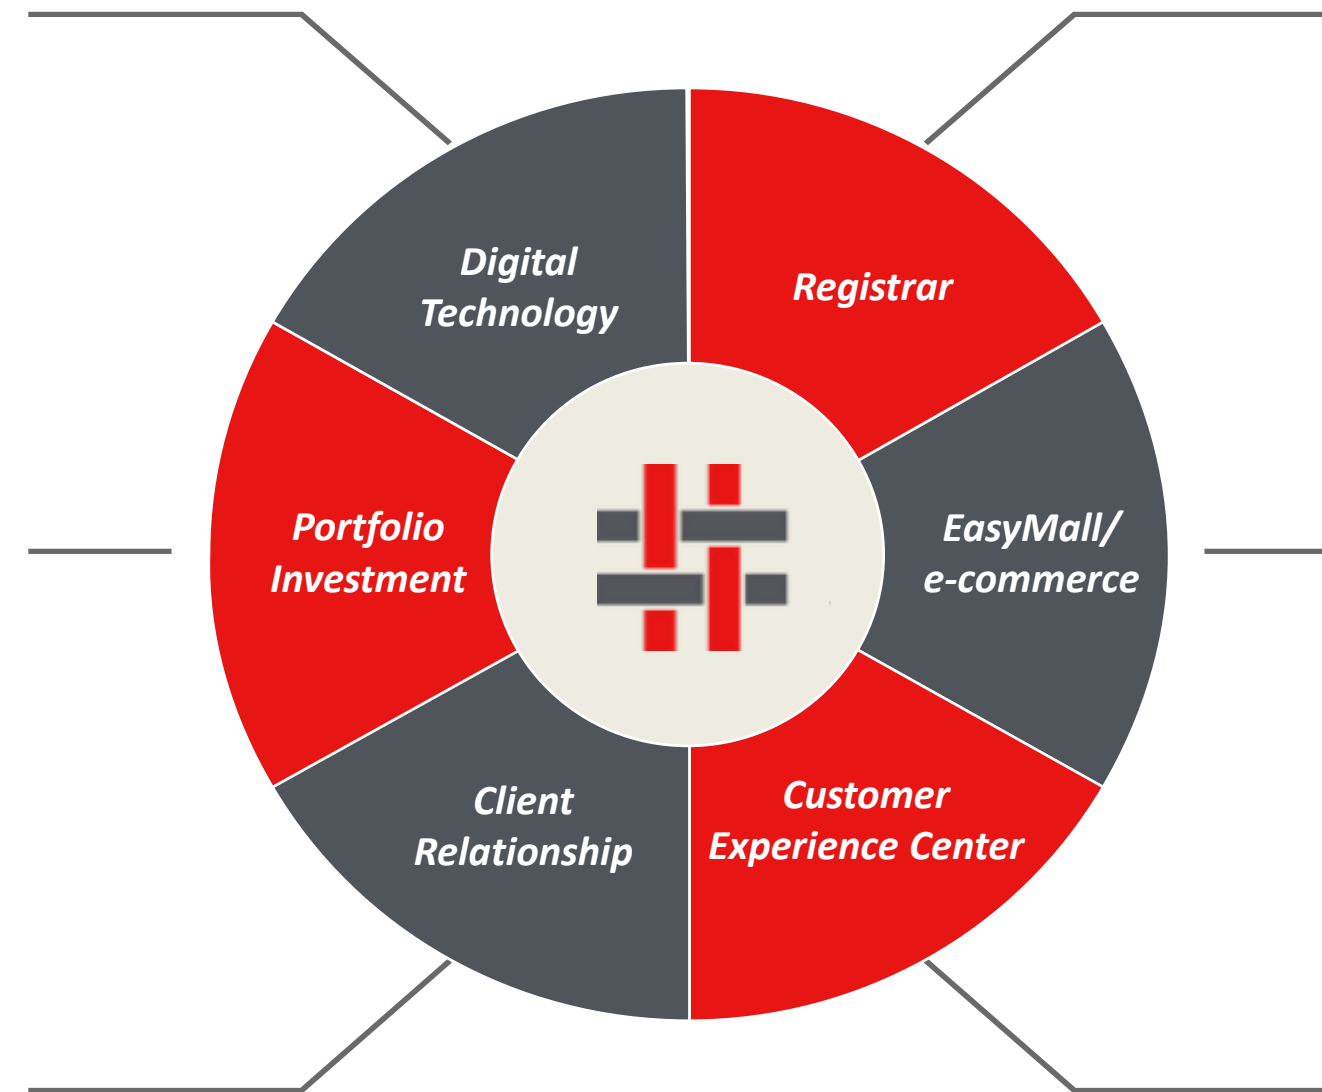 Digital
Technology
Registrar
Portfolio
Investment
EasyMall/
e-commerce
Client
Relationship
Customer
Experience Center